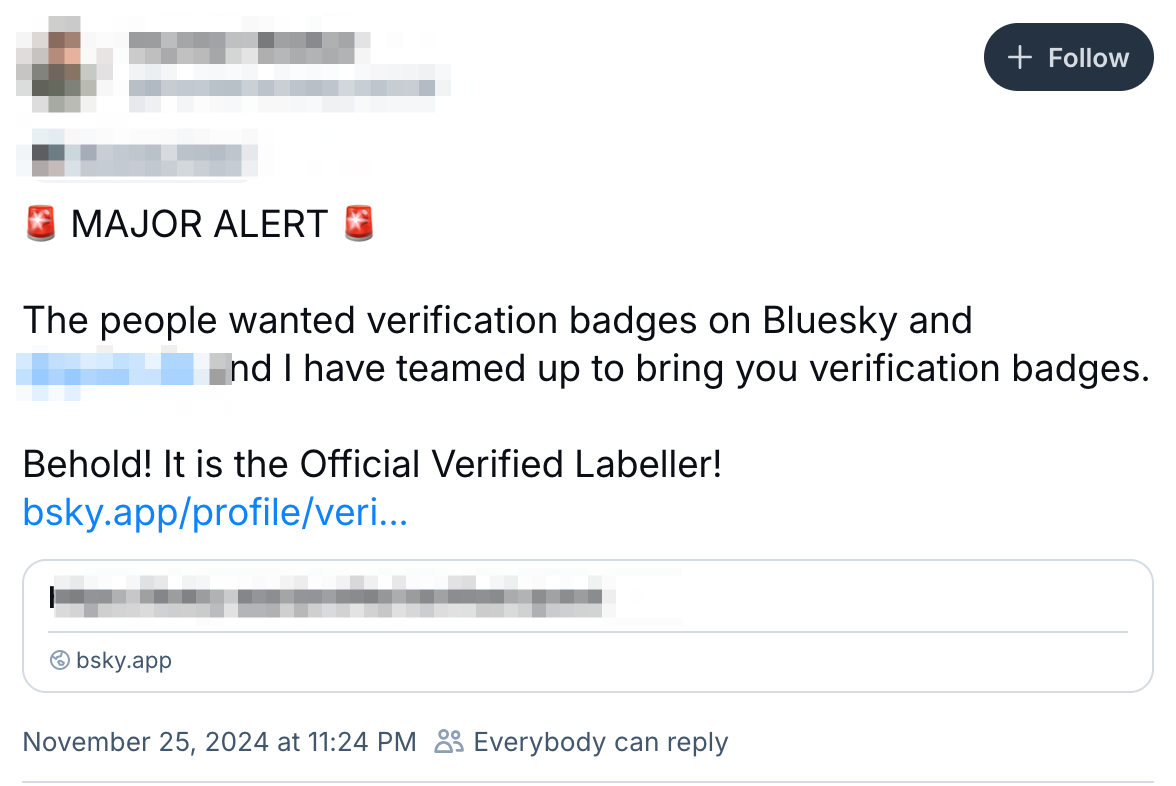 + Follow
🚨 MAJOR ALERT 🚨
The people wanted verification badges on Bluesky and
nd I have teamed up to bring you verification badges.
Behold! It is the Official Verified Labeller!
bsky.app/profile/veri...
bsky.app
November 25, 2024 at 11:24 PM Everybody can reply